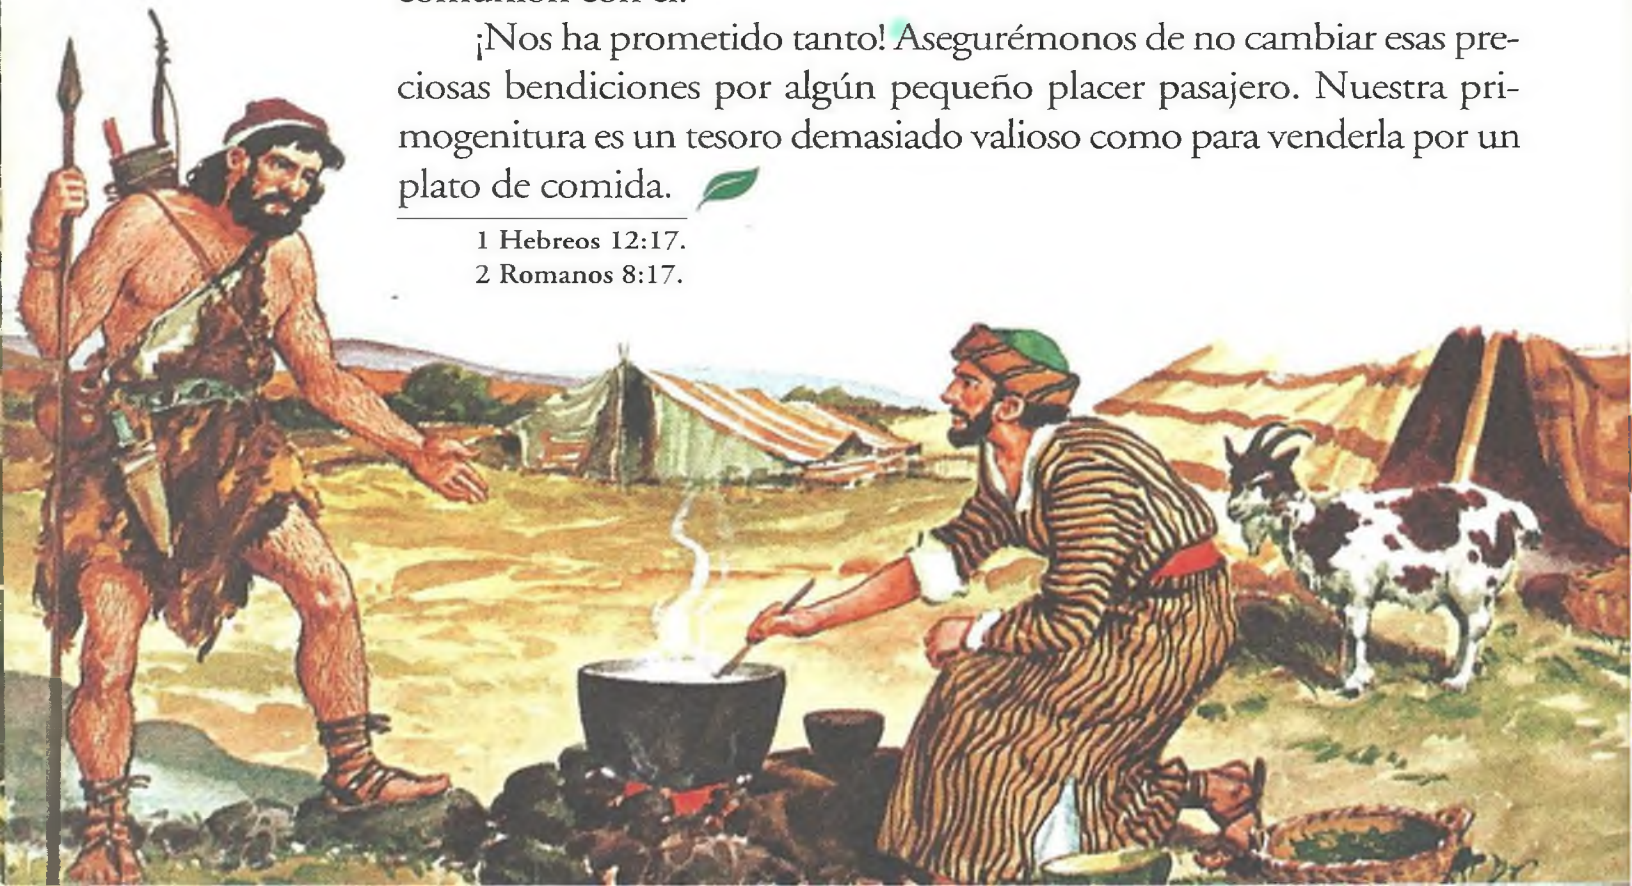 ¡Nos ha prometido tanto! Asegurémonos de no cambiar esas pre-
ciosas bendiciones por algún pequeño placer pasajero. Nuestra pri-
mogenitura es un tesoro demasiado valioso como para venderla por un
plato de comida.
1 Hebreos 12:17.
2 Romanos 8:17.